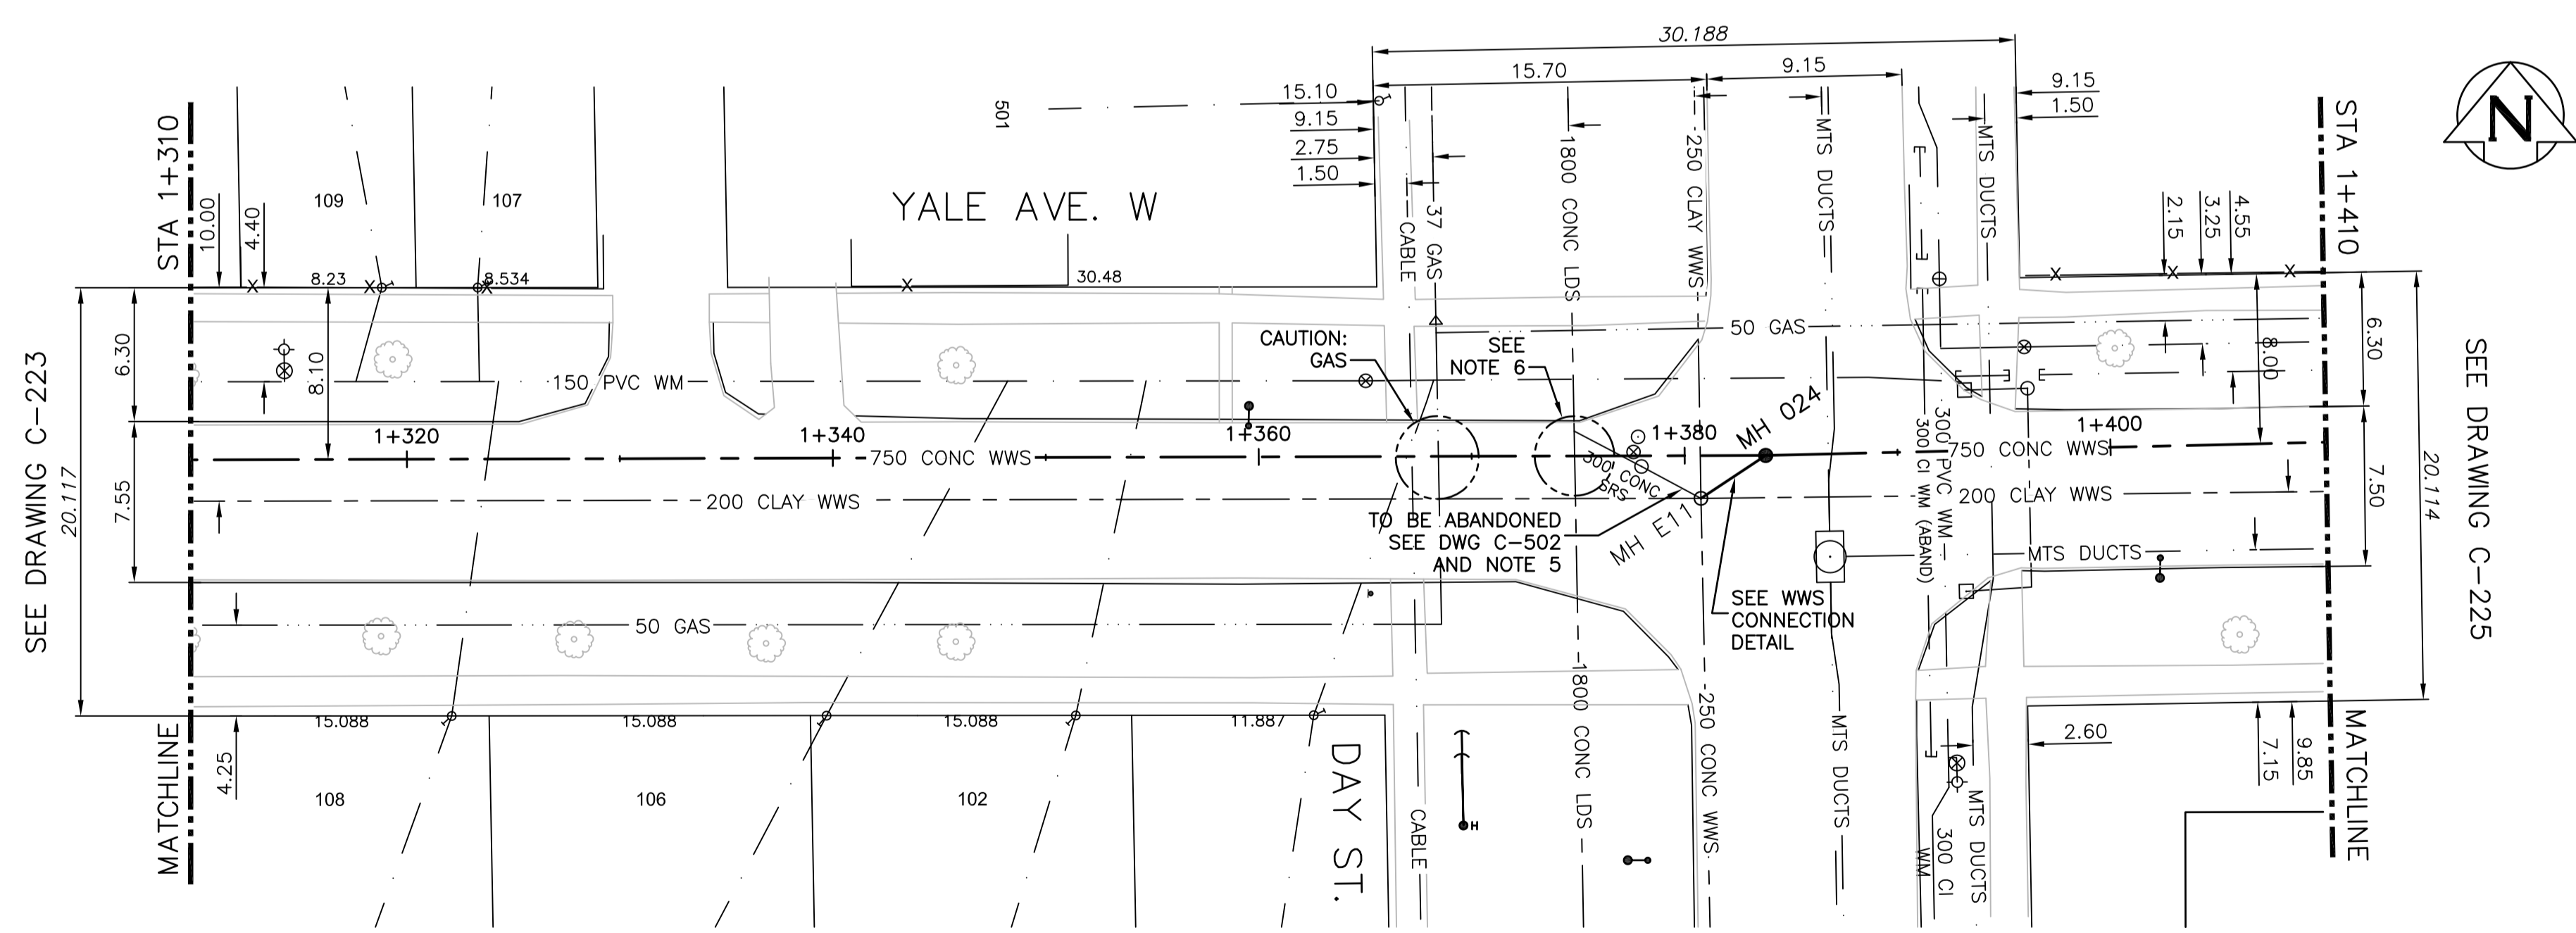 30.188
15.70
9.15
15.10
9.15
2.75
1.50
9.15
1.50
N
STA 1+310
10.00
4.40
109
107
501
YALE AVE. W
CABLE
37 GAS
1800 CONC LDS
250 CLAY WWS
MTS DUCTS
MTS DUCTS
2.15
3.25
4.55
STA 1+410
8.23
8.534
30.48
SEE DRAWING C-223
20.117
6.30
7.55
8.10
150 PVC WM
CAUTION:
GAS
SEE
NOTE 6
50 GAS
8.00
6.30
7.50
20.114
SEE DRAWING C-225
1+320
1+340
1+360
1+380
1+400
MH 024
750 CONC WWS
750 CONC WWS
300 CONC
SRS
200 CLAY WWS
200 CLAY WWS
300 PVC WM
300 CI WM (ABAND)
TO BE ABANDONED
SEE DWG C-502
AND NOTE 5
MH E11
MTS DUCTS
SEE WWS
CONNECTION
DETAIL
50 GAS
15.088
15.088
15.088
11.887
4.25
108
106
102
DAY ST.
CABLE
H
1800 CONC LDS
250 CONC WWS
MTS DUCTS
300 CI
WM
MTS DUCTS
2.60
7.15
9.85
MATCHLINE
MATCHLINE